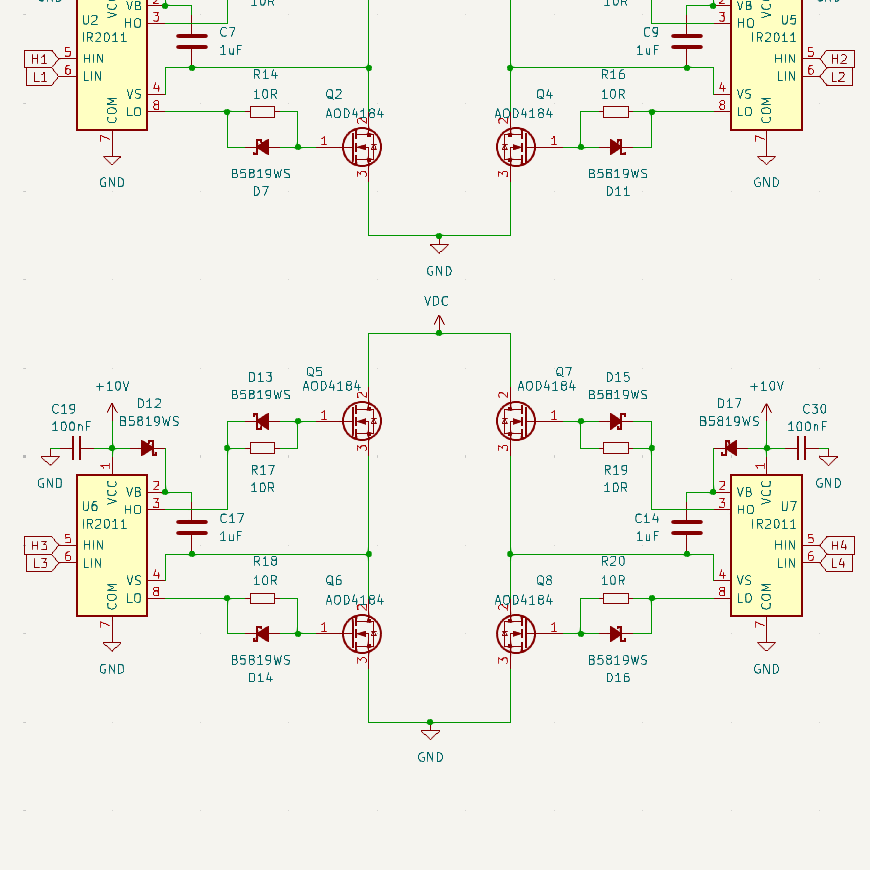 GND
10R
10R
GND
VB 2
VCC
HO 3
U2
IR2011
C7
1uF
H1 5 HIN
L1 6 LIN
VS 4
LO 8
COM
7
GND
R14
10R
Q2
AOD4184
2
1
3
B5819WS
D7
C9
1uF
2 VB
VCC
3 HO
U5
IR2011
HIN 5 H2
LIN 6 L2
4 VS
8 LO
COM
7
GND
R16
10R
Q4
AOD4184
2
1
3
B5819WS
D11
GND
VDC
+10V
C19
100nF
D12
B5819WS
GND
D13
B5819WS
Q5
AOD4184
2
1
3
R17
10R
Q7
AOD4184
2
1
3
D15
B5819WS
R19
10R
+10V
D17
B5819WS
C30
100nF
GND
1
VCC
VB 2
HO 3
U6
IR2011
C17
1uF
H3 5 HIN
L3 6 LIN
VS 4
LO 8
COM
7
GND
R18
10R
Q6
AOD4184
2
1
3
B5819WS
D14
1
VCC
2 VB
3 HO
U7
IR2011
C14
1uF
HIN 5 H4
LIN 6 L4
4 VS
8 LO
COM
7
GND
R20
10R
Q8
AOD4184
2
1
3
B5819WS
D16
GND